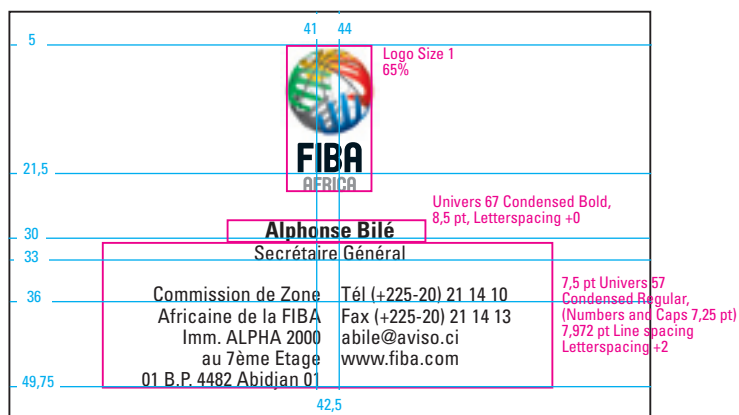 41 44
5
Logo Size 1
65%
FIBA
21,5
AFRICA
Univers 67 Condensed Bold,
8,5 pt, Letterspacing +0
Alphonse Bilé
30
Secrétaire Général
33
7,5 pt Univers 57
Condensed Regular,
(Numbers and Caps 7,25 pt)
7,972 pt Line spacing
Letterspacing +2
Commission de Zone Tél (+225-20) 21 14 10
36
Africaine de la FIBA Fax (+225-20) 21 14 13
Imm. ALPHA 2000 abile@aviso.ci
au 7ème Etage www.fiba.com
01 B.P. 4482 Abidjan 01
49,75
42,5